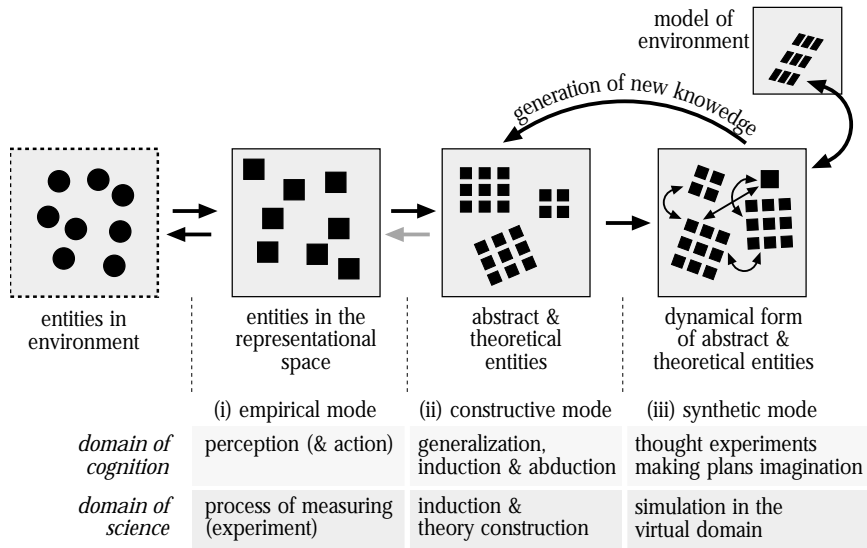 model of
environment
generation of new knowedge
entities in
environment
entities in the
representational
space
abstract &
theoretical
entities
dynamical form
of abstract &
theoretical entities
(i) empirical mode
(ii) constructive mode
(iii) synthetic mode
domain of
cognition
perception (& action)
generalization,
induction & abduction
thought experiments
making plans imagination
domain of
science
process of measuring
(experiment)
induction &
theory construction
simulation in the
virtual domain